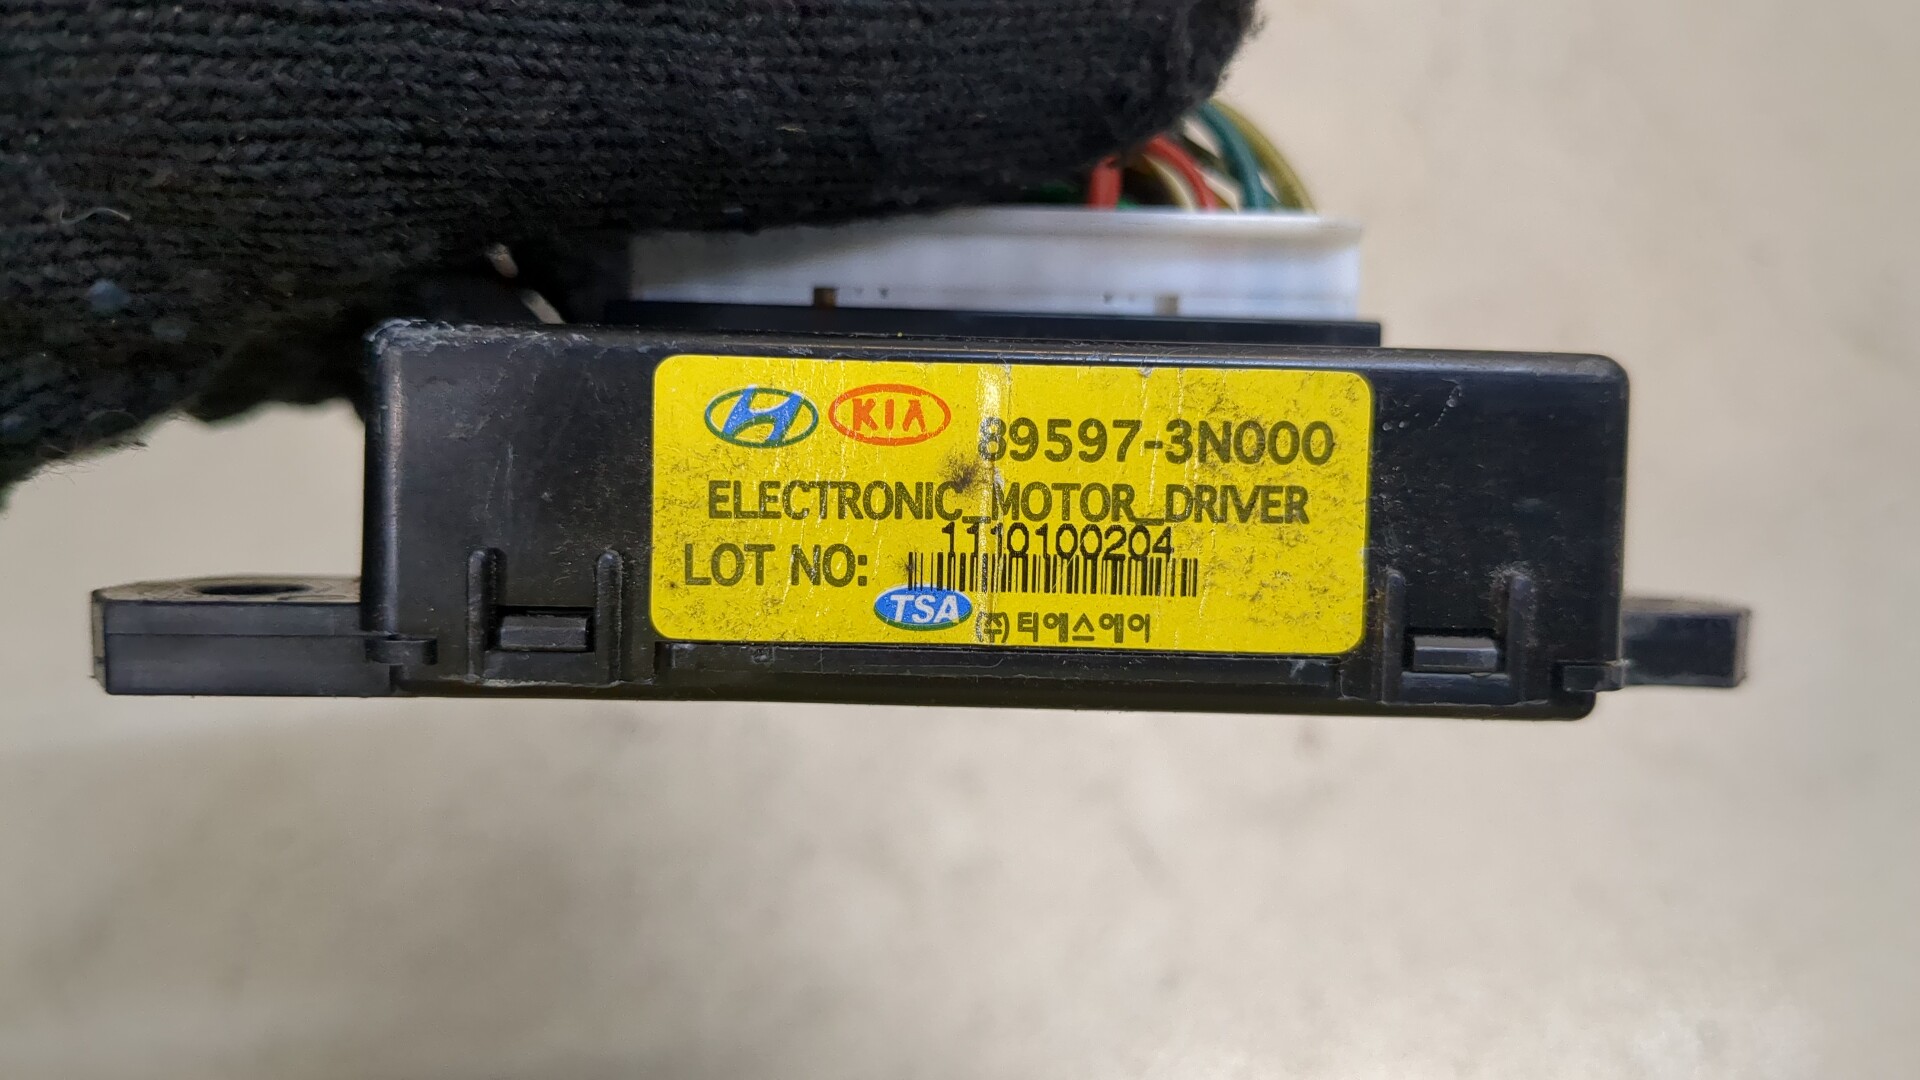 KIA 89597-3N000
ELECTRONIC_MOTOR_DRIVER
1110100204
LOT NO:
TSA (주)티에스에이